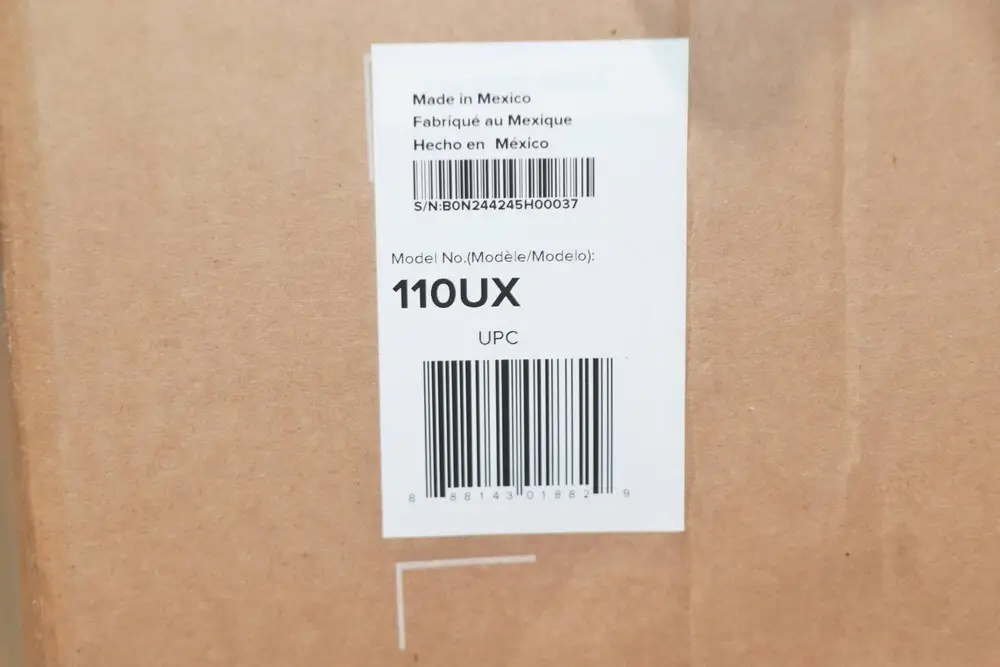 Made in Mexico
Fabriqué au Mexique
Hecho en México
S/N:B0N244245H00037
Model No.(Modèle/Modelo):
110UX
UPC
8 88143 01882 9